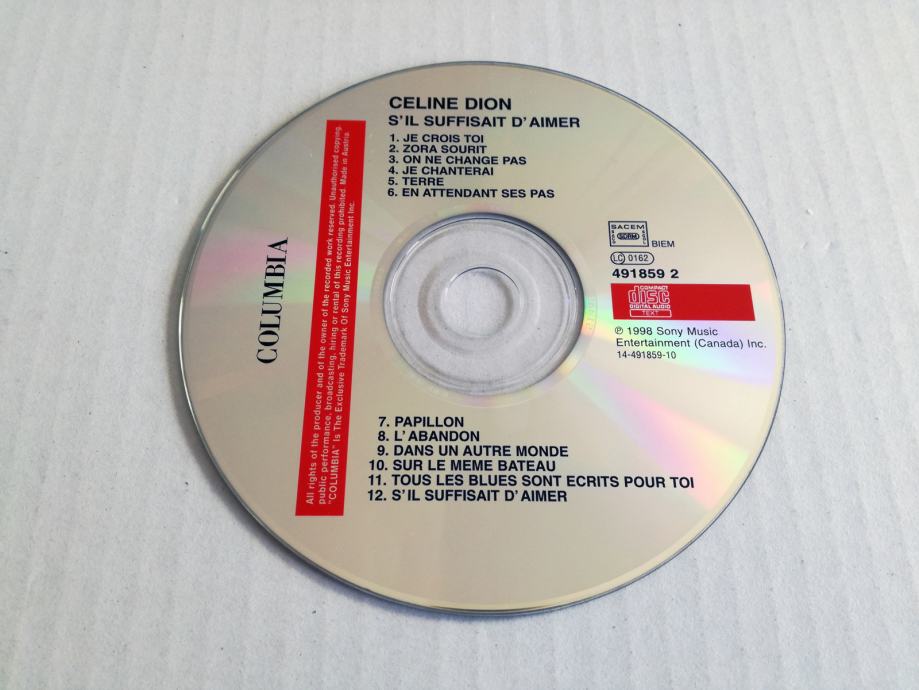 CELINE DION
S'IL SUFFISAIT D'AIMER
1. JE CROIS TOI
2. ZORA SOURIT
3. ON NE CHANGE PAS
4. JE CHANTERAI
5. TERRE
6. EN ATTENDANT SES PAS
COLUMBIA
All rights of the producer and of the owner of the recorded work reserved. Unauthorised copying,
public performance, broadcasting, hiring or rental of this recording prohibited. Made in Austria.
"COLUMBIA" Is The Exclusive Trademark Of Sony Music Entertainment Inc.
SACEM
SDRM
BIEM
LC 0162
491859 2
COMPACT
disc
DIGITAL AUDIO
TEXT
℗ 1998 Sony Music
Entertainment (Canada) Inc.
14-491859-10
7. PAPILLON
8. L'ABANDON
9. DANS UN AUTRE MONDE
10. SUR LE MEME BATEAU
11. TOUS LES BLUES SONT ECRITS POUR TOI
12. S'IL SUFFISAIT D'AIMER